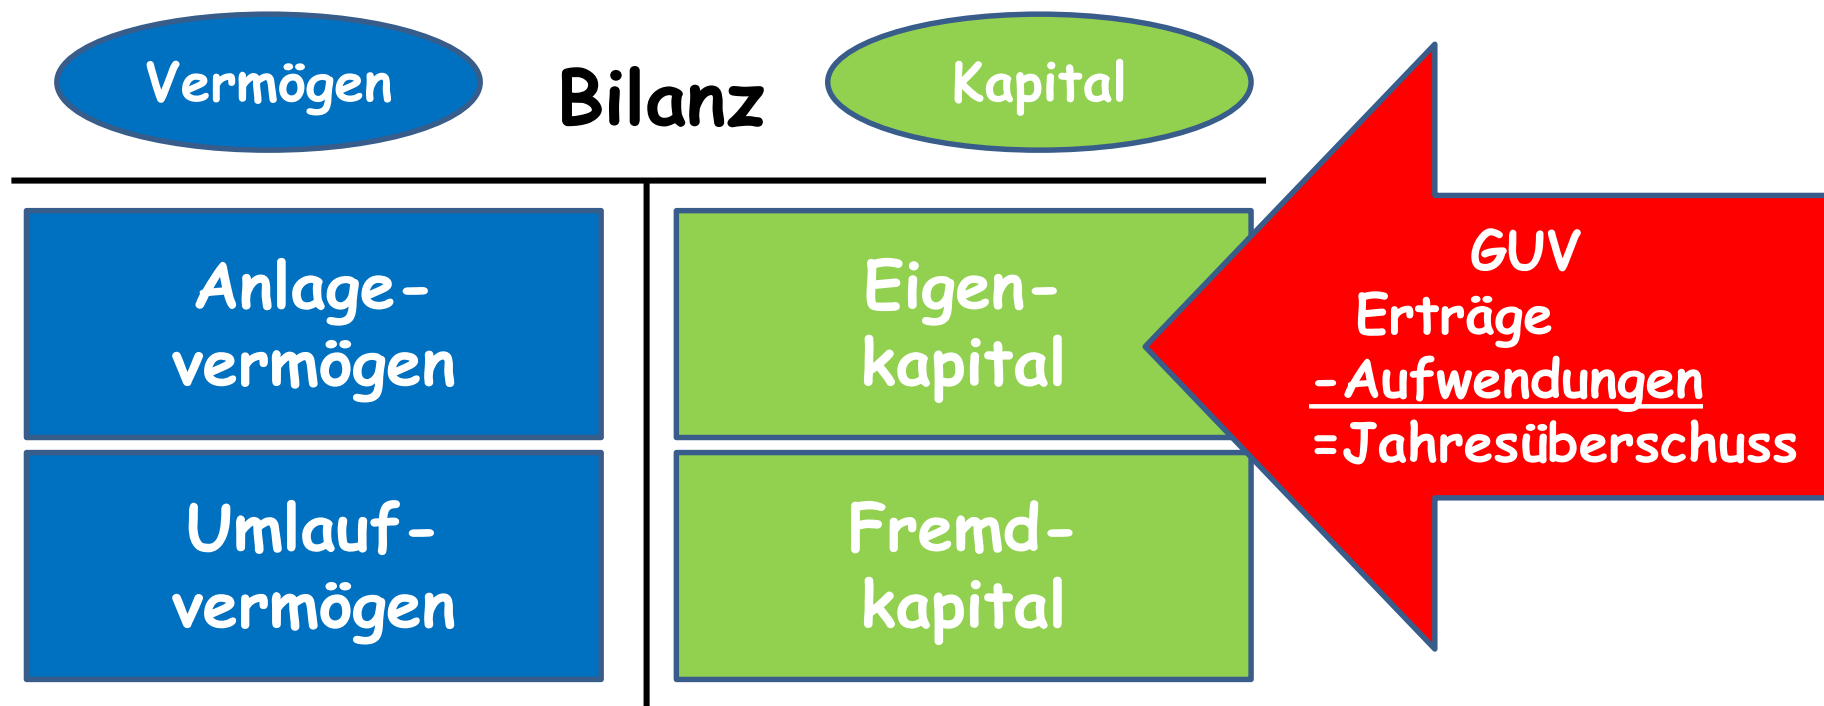 Vermögen
Bilanz
Kapital
Anlage-
vermögen
Eigen-
kapital
GUV
Erträge
-Aufwendungen
=Jahresüberschuss
Umlauf-
vermögen
Fremd-
kapital